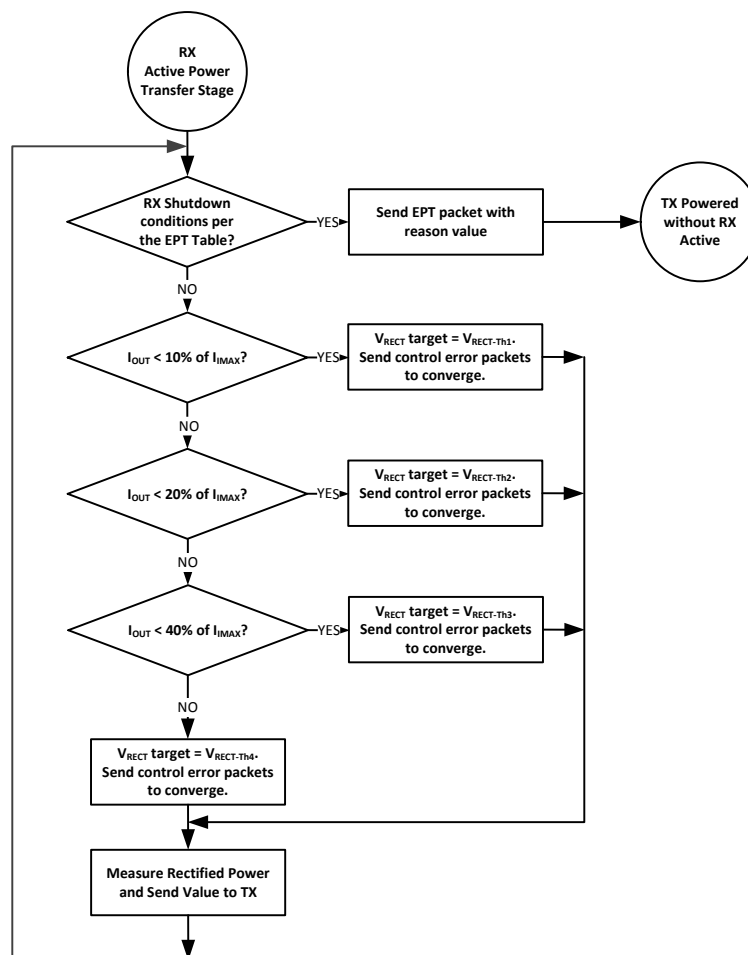 RX
Active Power
Transfer Stage
RX Shutdown
conditions per
the EPT Table?
YES
Send EPT packet with
reason value
TX Powered
without RX
Active
NO
IOUT < 10% of IIMAX?
YES
VRECT target = VRECT-Th1.
Send control error packets
to converge.
NO
IOUT < 20% of IIMAX?
YES
VRECT target = VRECT-Th2.
Send control error packets
to converge.
NO
IOUT < 40% of IIMAX?
YES
VRECT target = VRECT-Th3.
Send control error packets
to converge.
NO
VRECT target = VRECT-Th4.
Send control error packets
to converge.
Measure Rectified Power
and Send Value to TX